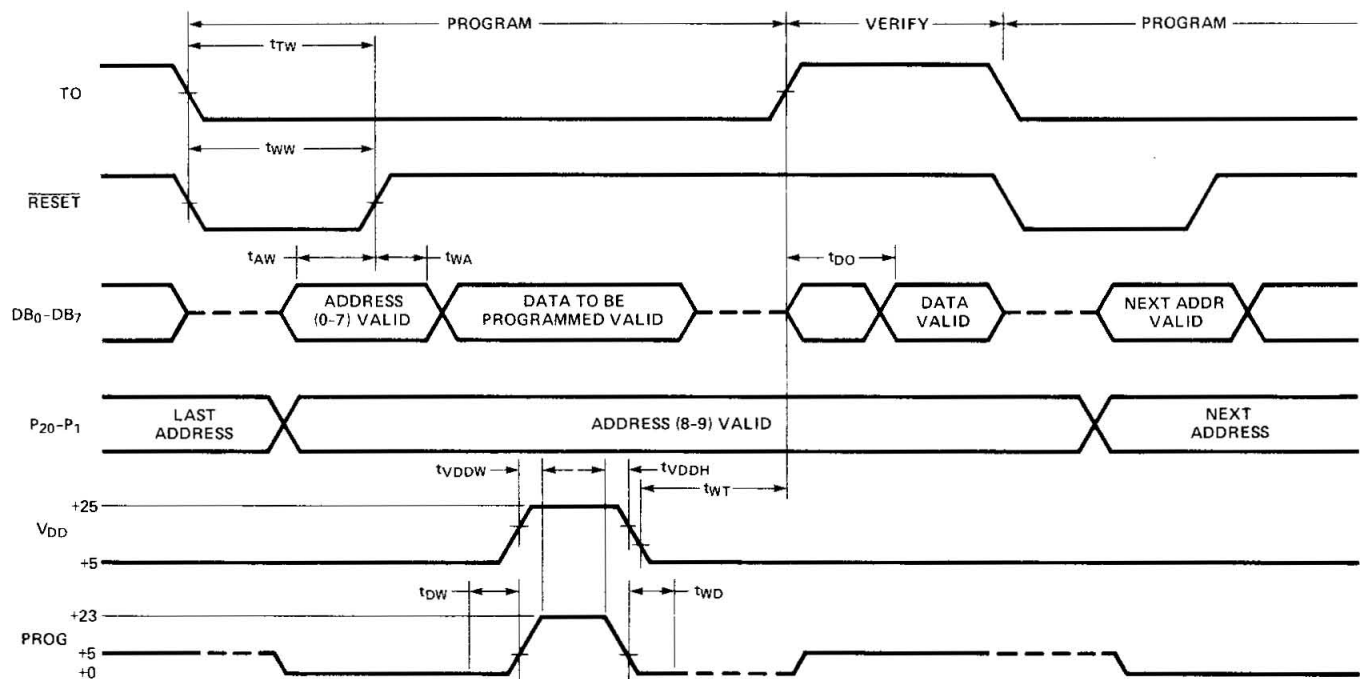 PROGRAM
VERIFY
PROGRAM
tTW
TO
tWW
RESET
tAW
tWA
tDO
DB0-DB7
ADDRESS
(0-7) VALID
DATA TO BE
PROGRAMMED VALID
DATA
VALID
NEXT ADDR
VALID
P20-P1
LAST
ADDRESS
ADDRESS (8-9) VALID
NEXT
ADDRESS
tVDDW
tVDDH
tWT
+25
VDD
+5
tDW
tWD
+23
PROG
+5
+0